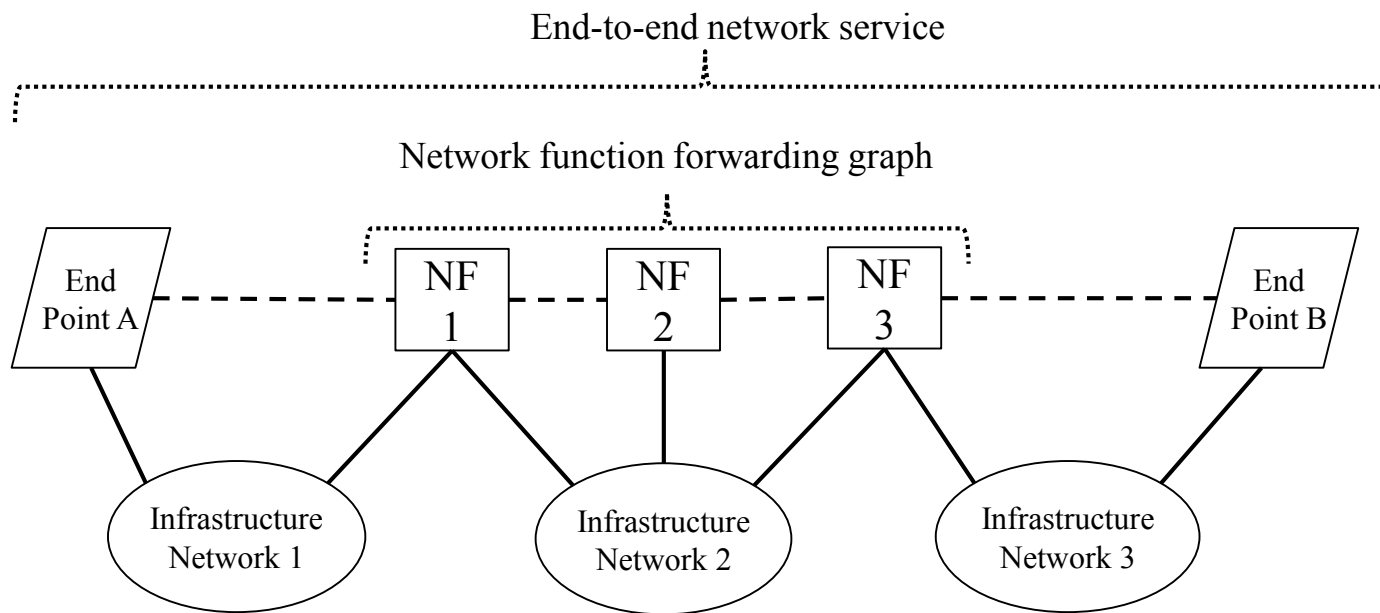 End-to-end network service
Network function forwarding graph
End
Point A
NF
1
NF
2
NF
3
End
Point B
Infrastructure
Network 1
Infrastructure
Network 2
Infrastructure
Network 3